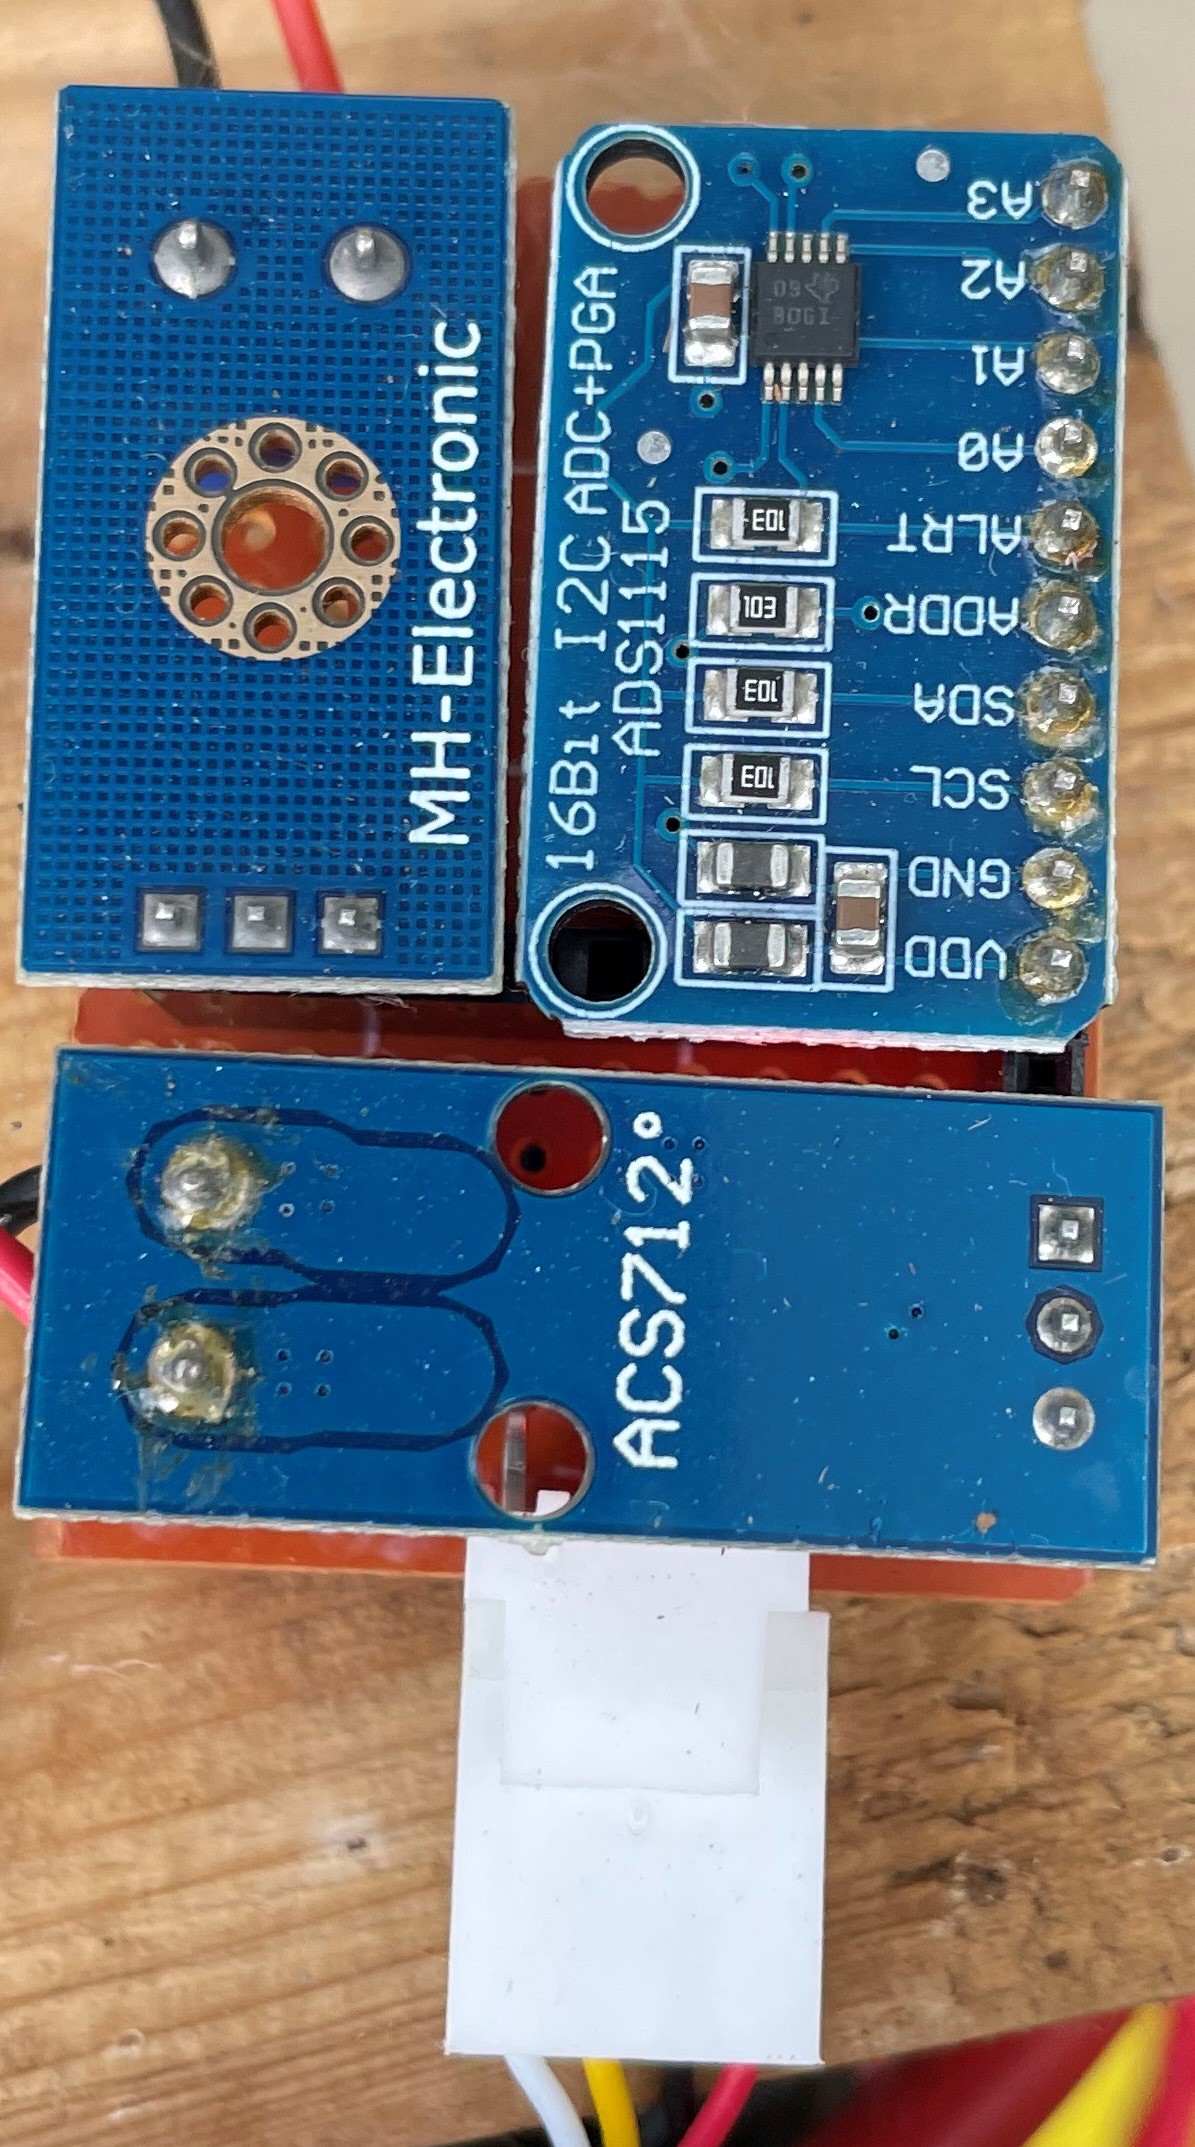 MH-Electronic
16Bit I2C ADC+PGA
ADS1115
09
BOGI
103
103
103
103
A3
A2
A1
A0
ALRT
ADDR
SDA
SCL
GND
VDD
ACS712